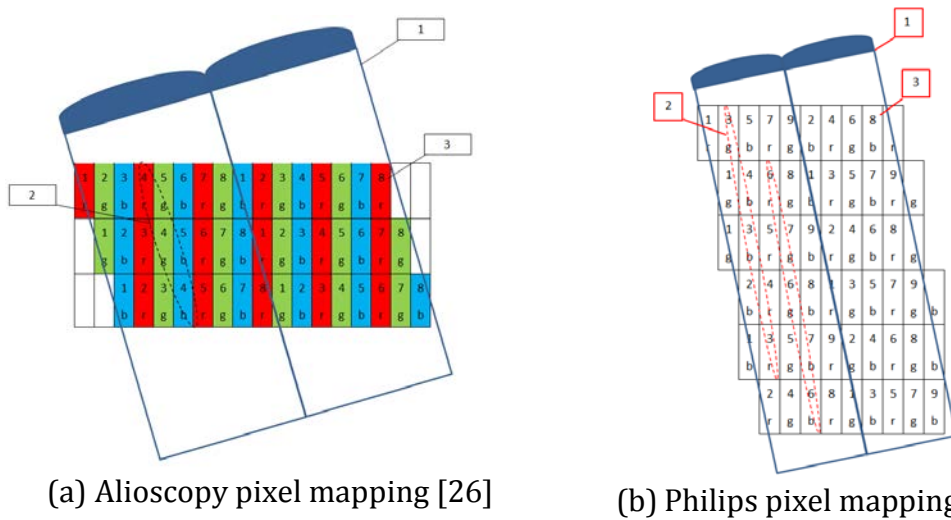 1
2
3
1 2 3 4 5 6 7 8 1 2 3 4 5 6 7 8
r g b r g b r g b r g b r g b r
1 2 3 4 5 6 7 8 1 2 3 4 5 6 7 8
g b r g b r g b r g b r g b r g
1 2 3 4 5 6 7 8 1 2 3 4 5 6 7 8
b r g b r g b r g b r g b r g b
(a) Alioscopy pixel mapping [26]
1
2
3
1 3 5 7 9 2 4 6 8
r g b r g b r g b r
1 4 6 8 1 3 5 7 9
g b r g b r g b r g
1 3 5 7 9 2 4 6 8
g b r g b r g b r g
2 4 6 8 1 3 5 7 9
b r g b r g b r g b
1 3 5 7 9 2 4 6 8
b r g b r g b r g b
2 4 6 8 1 3 5 7 9
r g b r g b r g b
(b) Philips pixel mapping